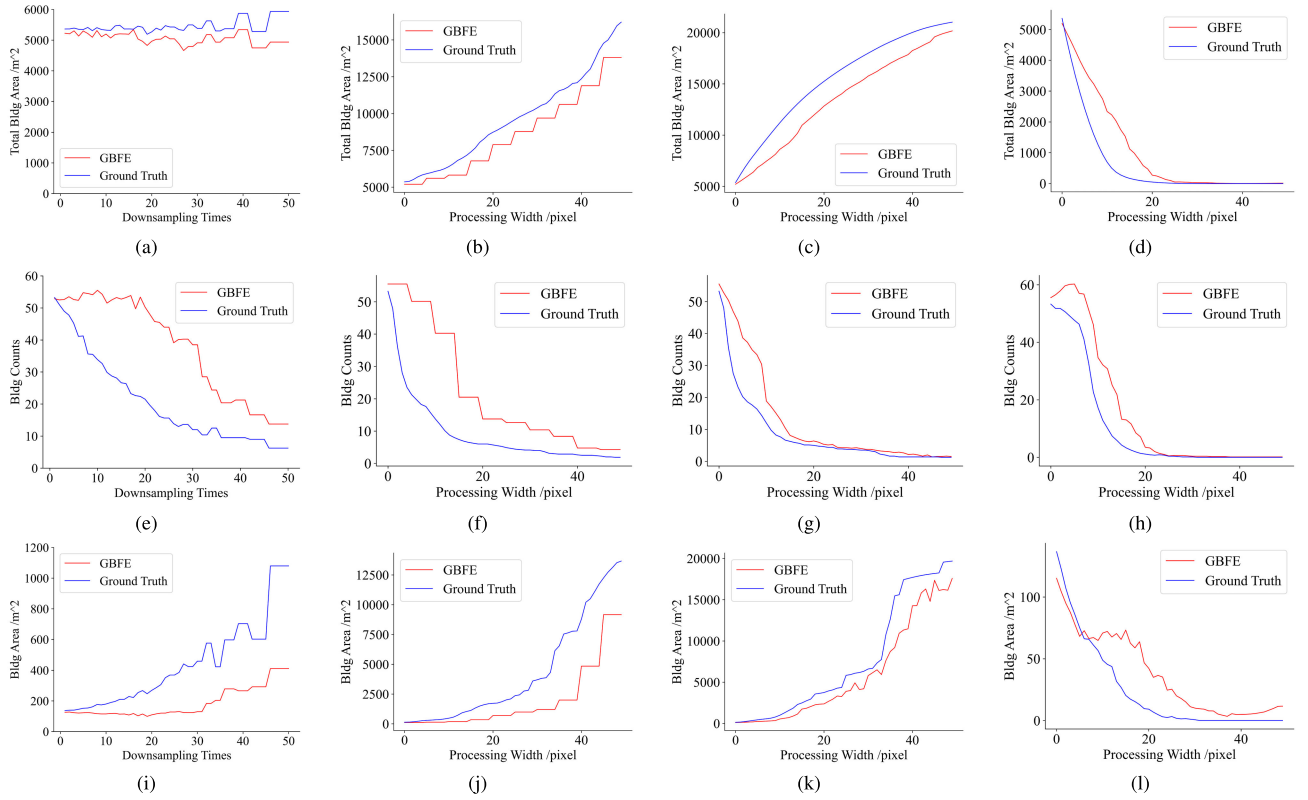 Total Bldg Area /m^2
6000
5000
4000
3000
2000
1000
0
GBFE
Ground Truth
0 10 20 30 40 50
Downsampling Times
(a)
Total Bldg Area /m^2
15000
12500
10000
7500
5000
GBFE
Ground Truth
0 20 40
Processing Width /pixel
(b)
Total Bldg Area /m^2
20000
15000
10000
5000
GBFE
Ground Truth
0 20 40
Processing Width /pixel
(c)
Total Bldg Area /m^2
5000
4000
3000
2000
1000
0
GBFE
Ground Truth
0 20 40
Processing Width /pixel
(d)
Bldg Counts
60
50
40
30
20
10
0
GBFE
Ground Truth
0 10 20 30 40 50
Downsampling Times
(e)
Bldg Counts
50
40
30
20
10
0
GBFE
Ground Truth
0 20 40
Processing Width /pixel
(f)
Bldg Counts
50
40
30
20
10
0
GBFE
Ground Truth
0 20 40
Processing Width /pixel
(g)
Bldg Counts
60
40
20
0
GBFE
Ground Truth
0 20 40
Processing Width /pixel
(h)
Bldg Area /m^2
1200
1000
800
600
400
200
0
GBFE
Ground Truth
0 10 20 30 40 50
Downsampling Times
(i)
Bldg Area /m^2
12500
10000
7500
5000
2500
0
GBFE
Ground Truth
0 20 40
Processing Width /pixel
(j)
Bldg Area /m^2
20000
15000
10000
5000
0
GBFE
Ground Truth
0 20 40
Processing Width /pixel
(k)
Bldg Area /m^2
100
50
0
GBFE
Ground Truth
0 20 40
Processing Width /pixel
(l)